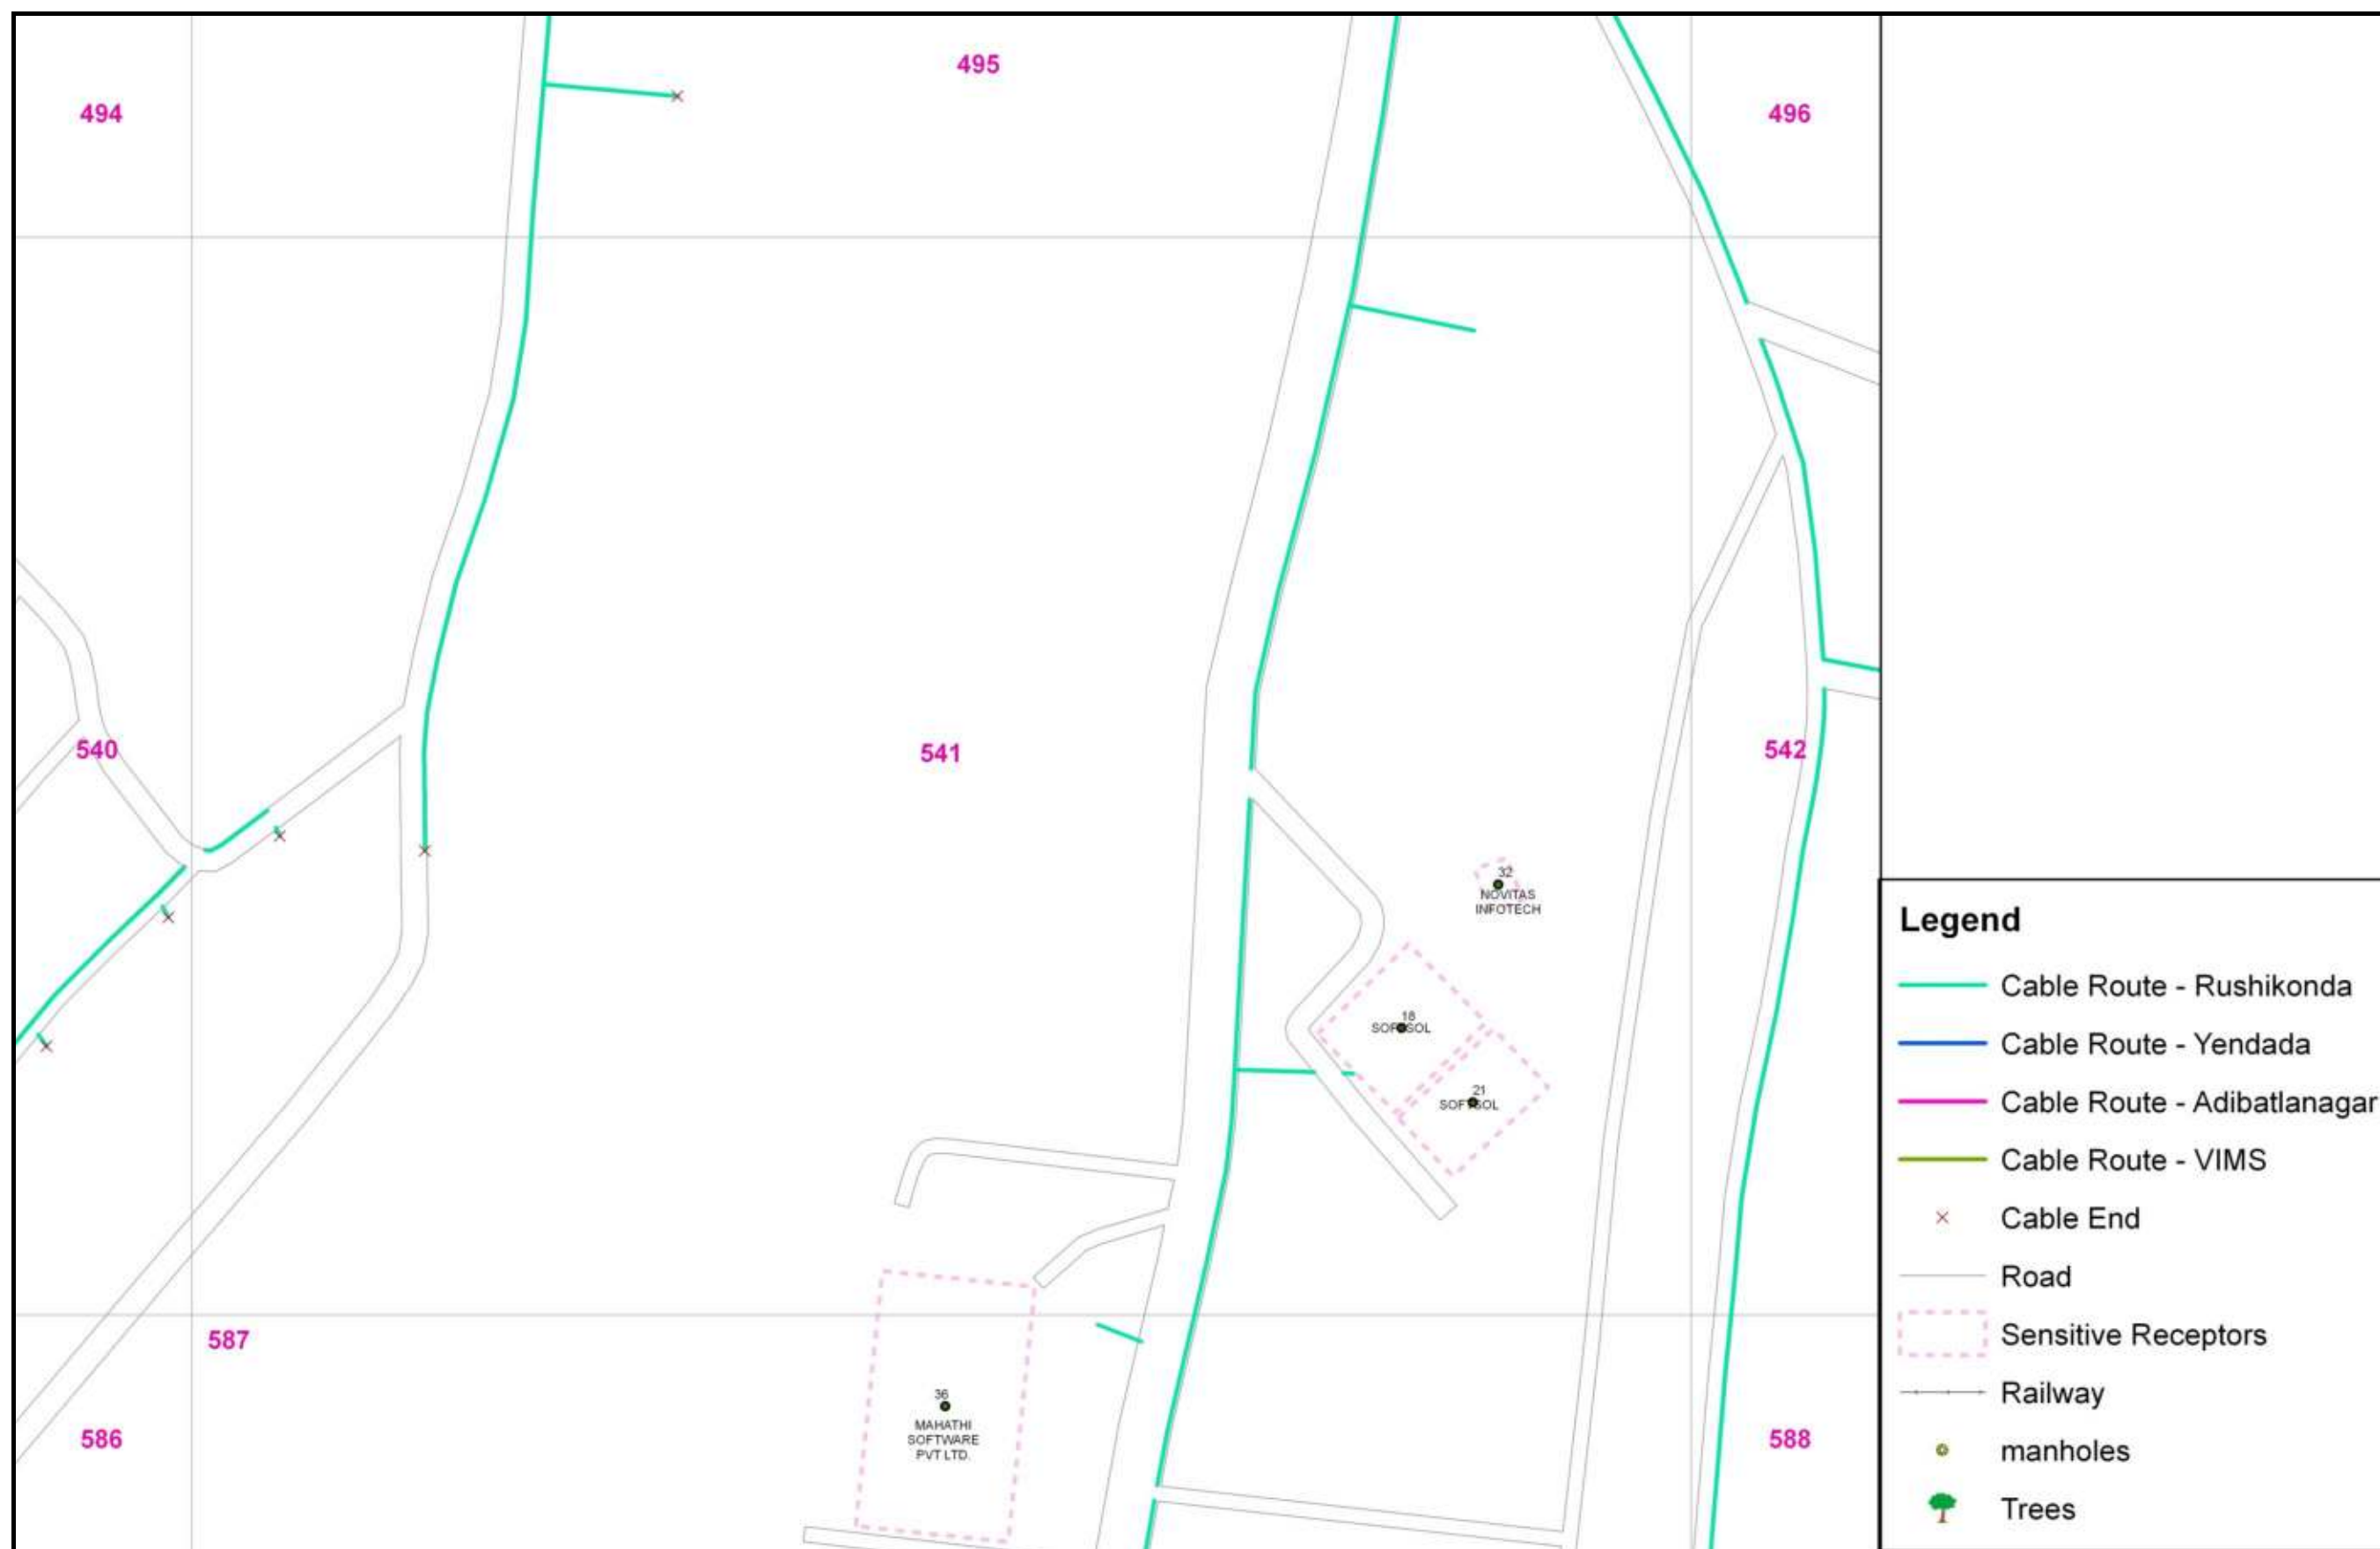 495
494
496
540
541
542
32
NOVITAS
INFOTECH
18
SOFTSOL
21
SOFTSOL
587
586
588
36
MAHATHI
SOFTWARE
PVT LTD.
Legend
Cable Route - Rushikonda
Cable Route - Yendada
Cable Route - Adibatlanagar
Cable Route - VIMS
Cable End
Road
Sensitive Receptors
Railway
manholes
Trees